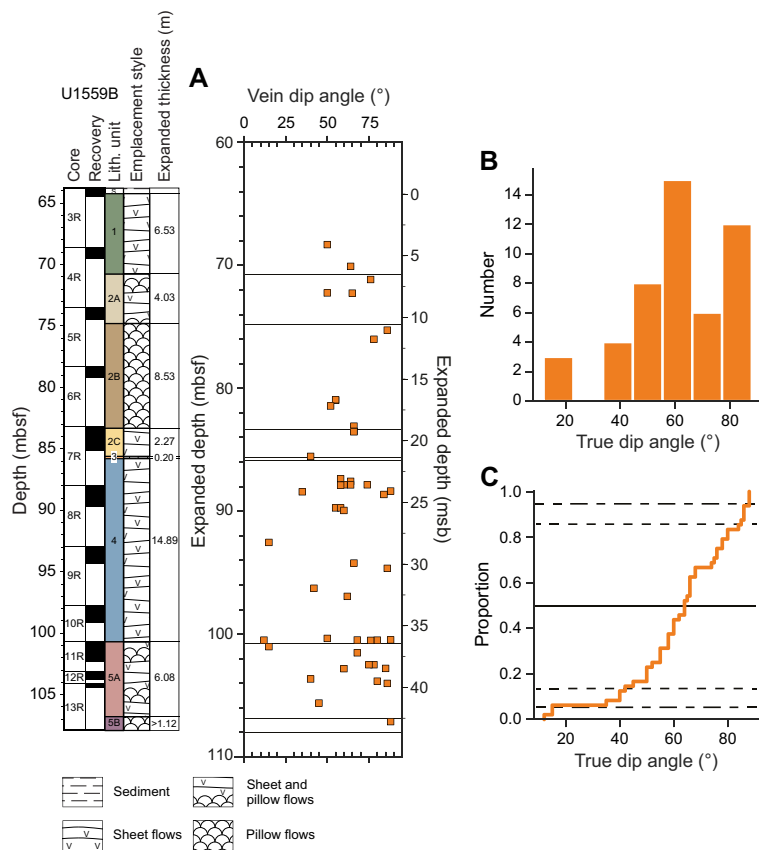 U1559B
Core
Recovery
Lith. unit
Emplacement style
Expanded thickness (m)
Depth (mbsf)
65
70
75
80
85
90
95
100
105
3R
4R
5R
6R
7R
8R
9R
10R
11R
12R
13R
S
1
2A
2B
2C
3
4
5A
5B
6.53
4.03
8.53
2.27
0.20
14.89
6.08
>1.12
A
Vein dip angle (°)
0 25 50 75
60
70
80
90
100
110
Expanded depth (mbsf)
0
5
10
15
20
25
30
35
40
Expanded depth (msb)
B
Number
14
12
10
8
6
4
2
0
20 40 60 80
True dip angle (°)
C
Proportion
1.0
0.8
0.6
0.4
0.2
0.0
20 40 60 80
True dip angle (°)
Sediment
Sheet and
pillow flows
Sheet flows
Pillow flows